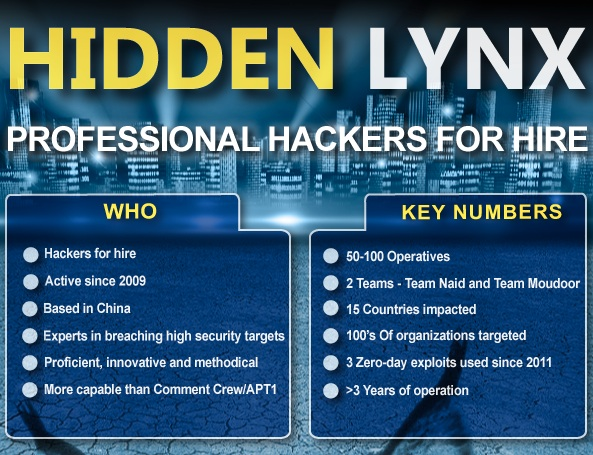 HIDDEN LYNX
PROFESSIONAL HACKERS FOR HIRE
WHO
Hackers for hire
Active since 2009
Based in China
Experts in breaching high security targets
Proficient, innovative and methodical
More capable than Comment Crew/APT1
KEY NUMBERS
50-100 Operatives
2 Teams - Team Naid and Team Moudoor
15 Countries impacted
100's Of organizations targeted
3 Zero-day exploits used since 2011
>3 Years of operation